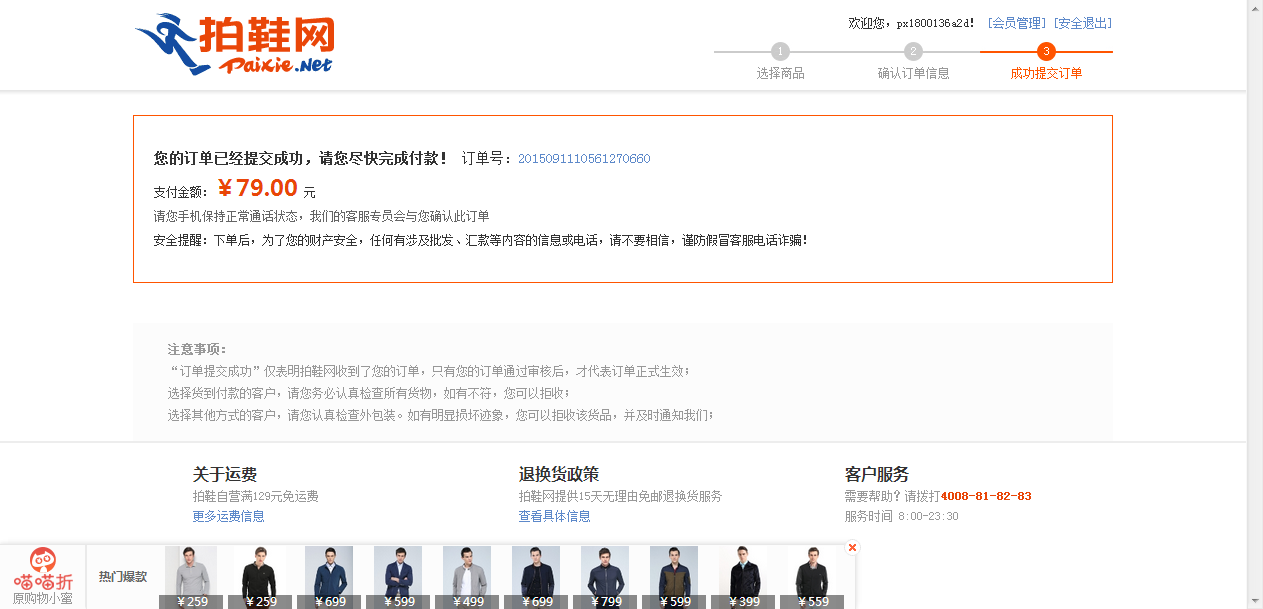 拍鞋网
Paixie.Net
欢迎您，px1800136a2d! [会员管理] [安全退出]
1 2 3
选择商品 确认订单信息 成功提交订单
您的订单已经提交成功，请您尽快完成付款！ 订单号：2015091110561270660
支付金额：￥79.00 元
请您手机保持正常通话状态，我们的客服专员会与您确认此订单
安全提醒：下单后，为了您的财产安全，任何有涉及批发、汇款等内容的信息或电话，请不要相信，谨防假冒客服电话诈骗！
注意事项：
“订单提交成功”仅表明拍鞋网收到了您的订单，只有您的订单通过审核后，才代表订单正式生效；
选择货到付款的客户，请您务必认真检查所有货物，如有不符，您可以拒收；
选择其他方式的客户，请您认真检查外包装。如有明显损坏迹象，您可以拒收该货品，并及时通知我们；
关于运费 退换货政策 客户服务
拍鞋自营满129元免运费 拍鞋网提供15天无理由免邮退换货服务 需要帮助？请拨打4008-81-82-83
更多运费信息 查看具体信息 服务时间 8:00-23:30
喵喵折
原购物小蜜
热门爆款
￥259 ￥259 ￥699 ￥599 ￥499 ￥699 ￥799 ￥599 ￥399 ￥559